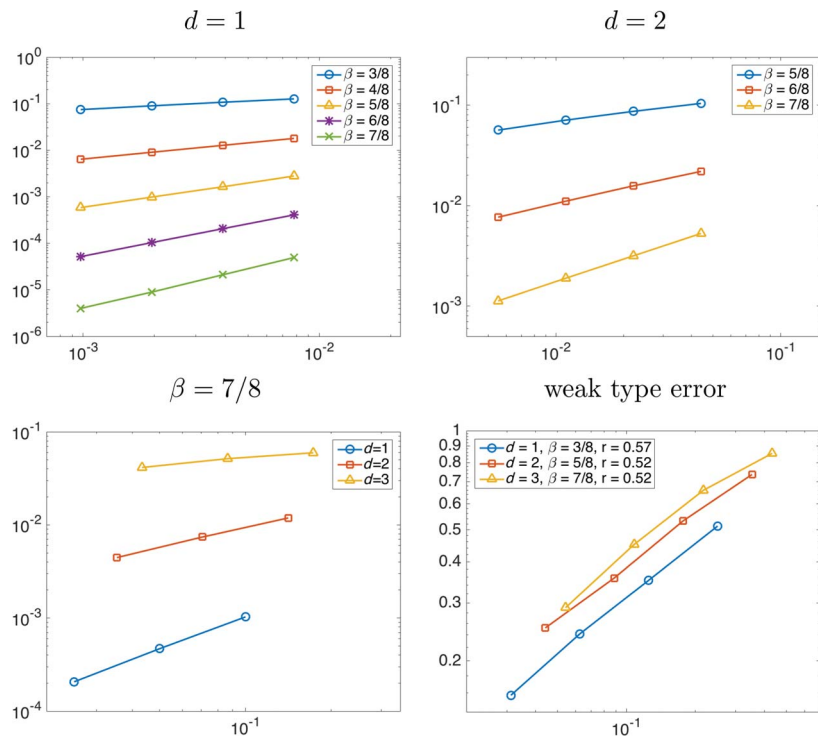 d = 1
10^0
10^-1
10^-2
10^-3
10^-4
10^-5
10^-6
10^-3
10^-2
β = 3/8
β = 4/8
β = 5/8
β = 6/8
β = 7/8
d = 2
10^-1
10^-2
10^-3
10^-2
10^-1
β = 5/8
β = 6/8
β = 7/8
β = 7/8
10^-1
10^-2
10^-3
10^-4
10^-1
d=1
d=2
d=3
weak type error
1
0.9
0.8
0.7
0.6
0.5
0.4
0.3
0.2
10^-1
d = 1, β = 3/8, r = 0.57
d = 2, β = 5/8, r = 0.52
d = 3, β = 7/8, r = 0.52